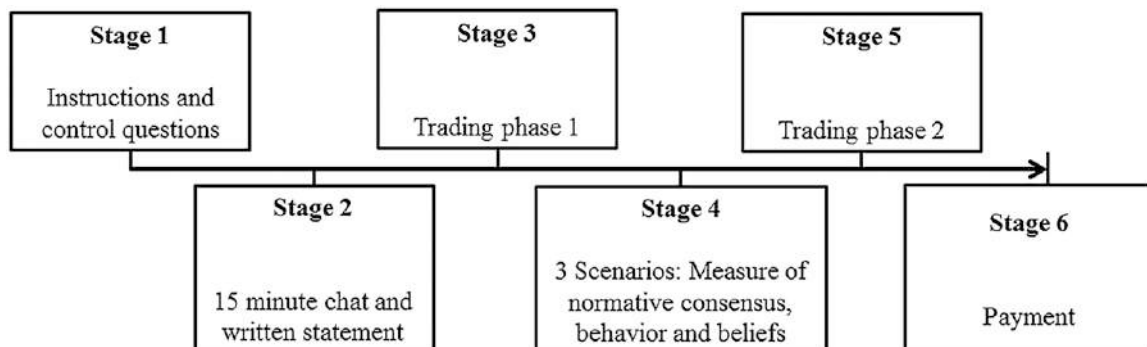 Stage 1
Instructions and
control questions
Stage 2
15 minute chat and
written statement
Stage 3
Trading phase 1
Stage 4
3 Scenarios: Measure of
normative consensus,
behavior and beliefs
Stage 5
Trading phase 2
Stage 6
Payment